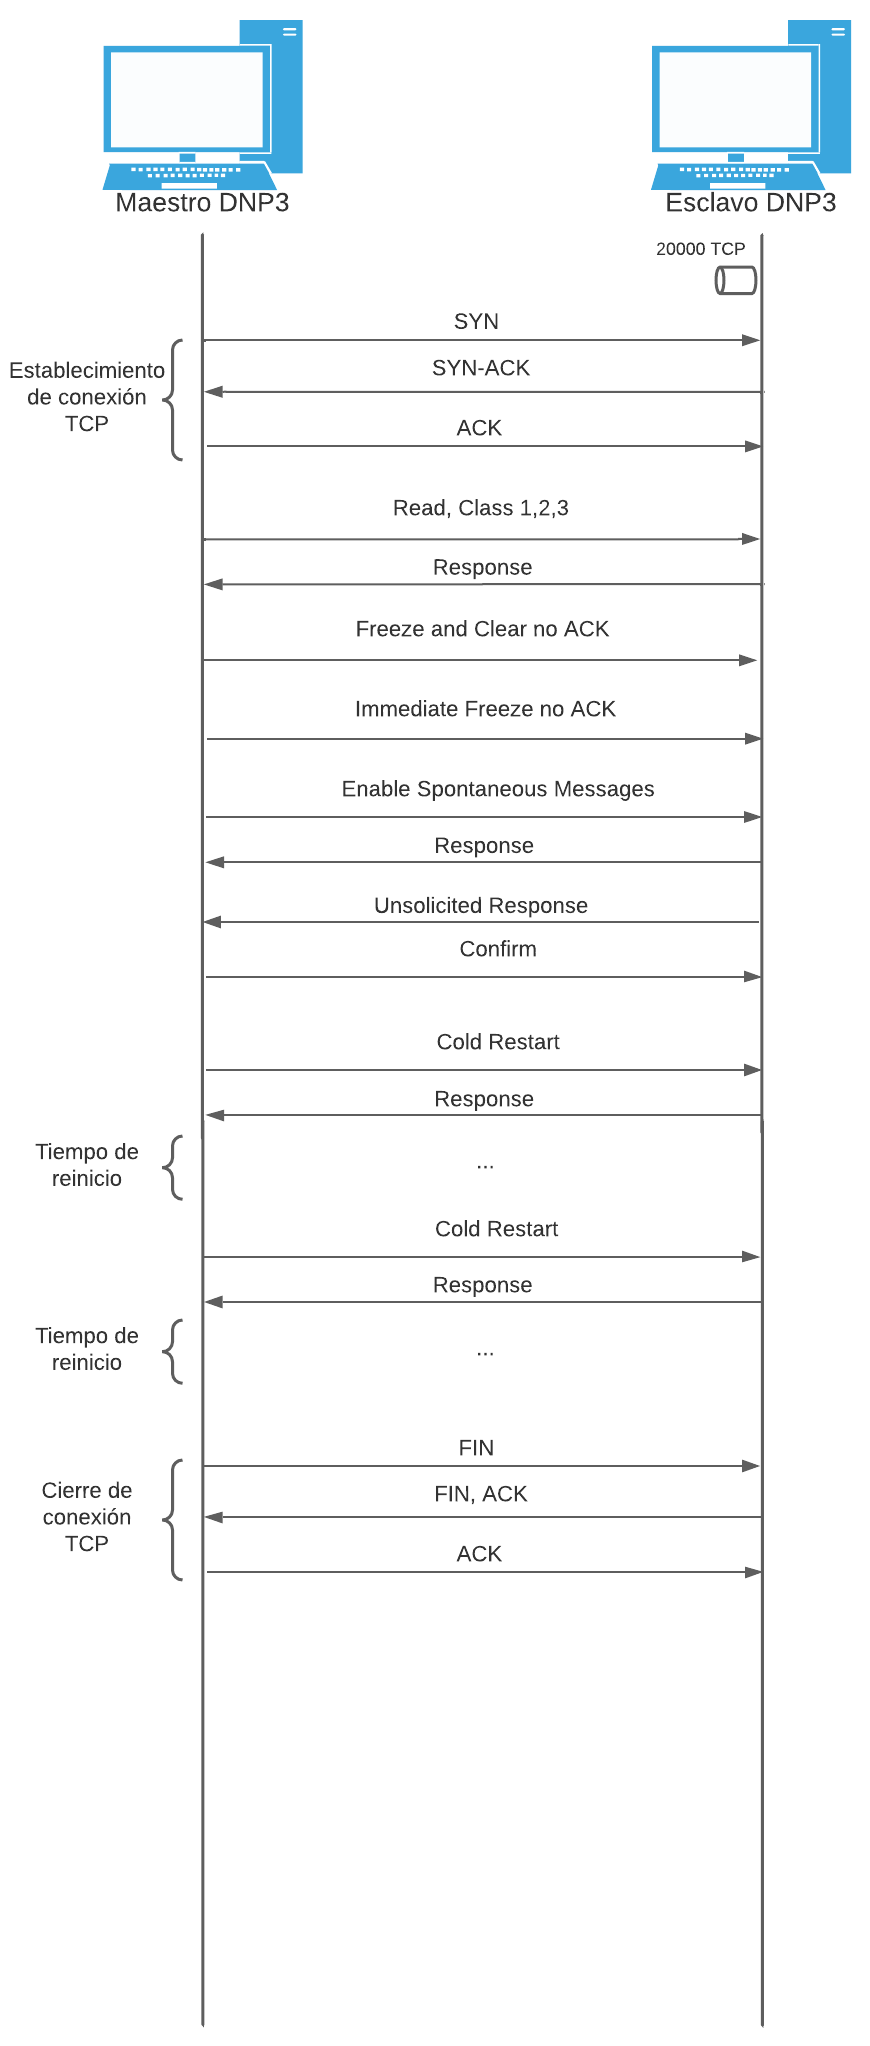 Maestro DNP3
Esclavo DNP3
20000 TCP
SYN
Establecimiento
de conexión
TCP
SYN-ACK
ACK
Read, Class 1,2,3
Response
Freeze and Clear no ACK
Immediate Freeze no ACK
Enable Spontaneous Messages
Response
Unsolicited Response
Confirm
Cold Restart
Response
Tiempo de
reinicio
...
Cold Restart
Response
Tiempo de
reinicio
...
FIN
Cierre de
conexión
TCP
FIN, ACK
ACK